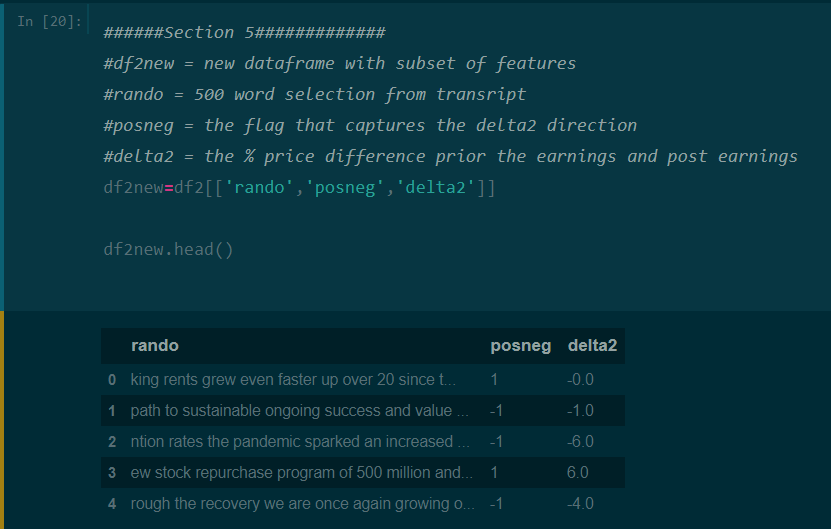 In [20]:
######Section 5#############
#df2new = new dataframe with subset of features
#rando = 500 word selection from transript
#posneg = the flag that captures the delta2 direction
#delta2 = the % price difference prior the earnings and post earnings
df2new=df2[['rando','posneg','delta2']]
df2new.head()
rando posneg delta2
0 king rents grew even faster up over 20 since t... 1 -0.0
1 path to sustainable ongoing success and value ... -1 -1.0
2 ntion rates the pandemic sparked an increased ... -1 -6.0
3 ew stock repurchase program of 500 million and... 1 6.0
4 rough the recovery we are once again growing o... -1 -4.0